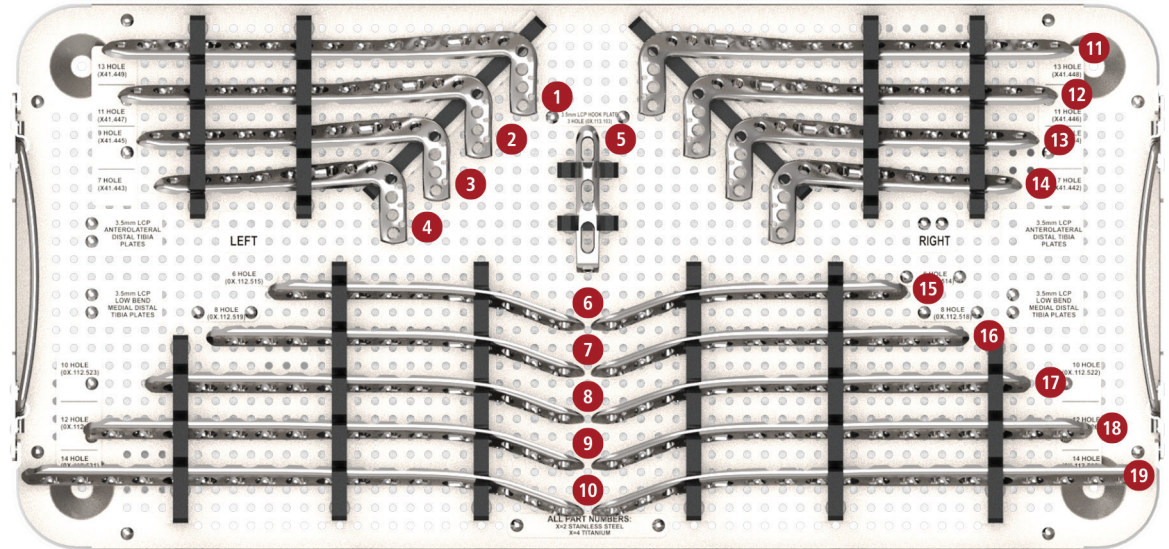 13 HOLE
(X41.449)
11 HOLE
(X41.447)
9 HOLE
(X41.445)
7 HOLE
(X41.443)
3.5mm LCP
ANTEROLATERAL
DISTAL TIBIA
PLATES
LEFT
1
2
3
4
3.5mm LCP HOOK PLATE
3 HOLE (0X.113.103)
5
11
13 HOLE
(X41.448)
12
11 HOLE
(X41.446)
13
14
7 HOLE
(X41.442)
RIGHT
3.5mm LCP
ANTEROLATERAL
DISTAL TIBIA
PLATES
6 HOLE
(0X.112.515)
3.5mm LCP
LOW BEND
MEDIAL DISTAL
TIBIA PLATES
8 HOLE
(0X.112.519)
10 HOLE
(0X.112.523)
12 HOLE
14 HOLE
6
7
8
9
10
15
8 HOLE
(0X.112.518)
3.5mm LCP
LOW BEND
MEDIAL DISTAL
TIBIA PLATES
16
10 HOLE
(0X.112.522)
17
12 HOLE
18
14 HOLE
19
ALL PART NUMBERS:
X=2 STAINLESS STEEL
X=4 TITANIUM